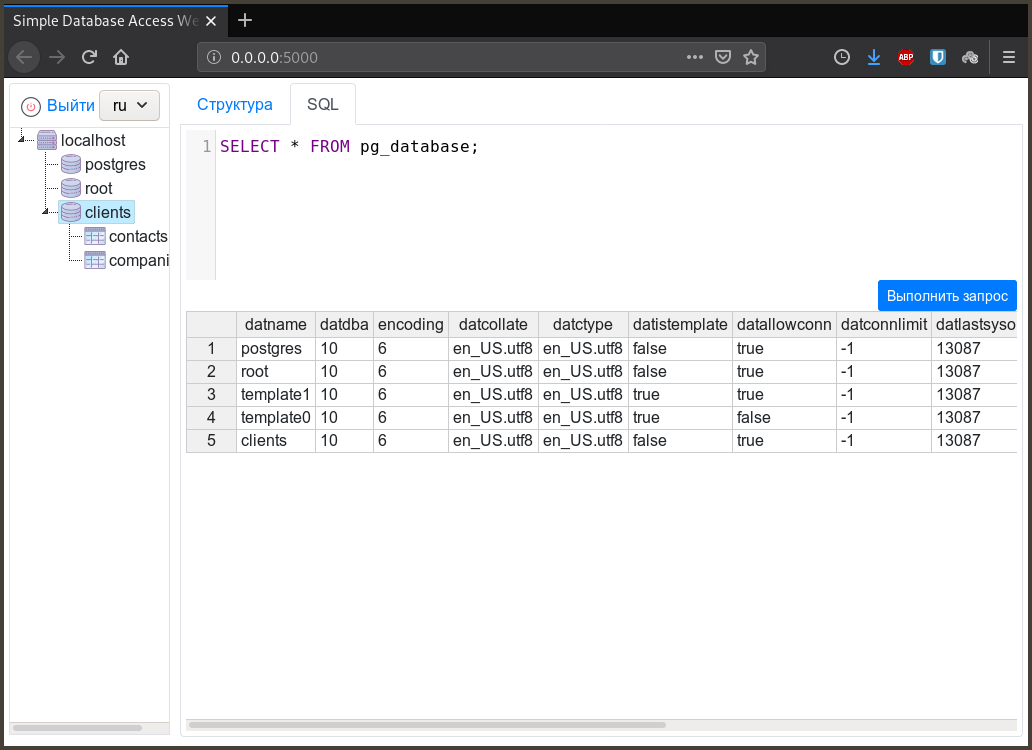 Simple Database Access We
0.0.0.0:5000
ABP
Выйти ru
Структура SQL
localhost
postgres
root
clients
contacts
compani
1 SELECT * FROM pg_database;
Выполнить запрос
datname datdba encoding datcollate datctype datistemplate datallowconn datconnlimit datlastsyso
1 postgres 10 6 en_US.utf8 en_US.utf8 false true -1 13087
2 root 10 6 en_US.utf8 en_US.utf8 false true -1 13087
3 template1 10 6 en_US.utf8 en_US.utf8 true true -1 13087
4 template0 10 6 en_US.utf8 en_US.utf8 true false -1 13087
5 clients 10 6 en_US.utf8 en_US.utf8 false true -1 13087